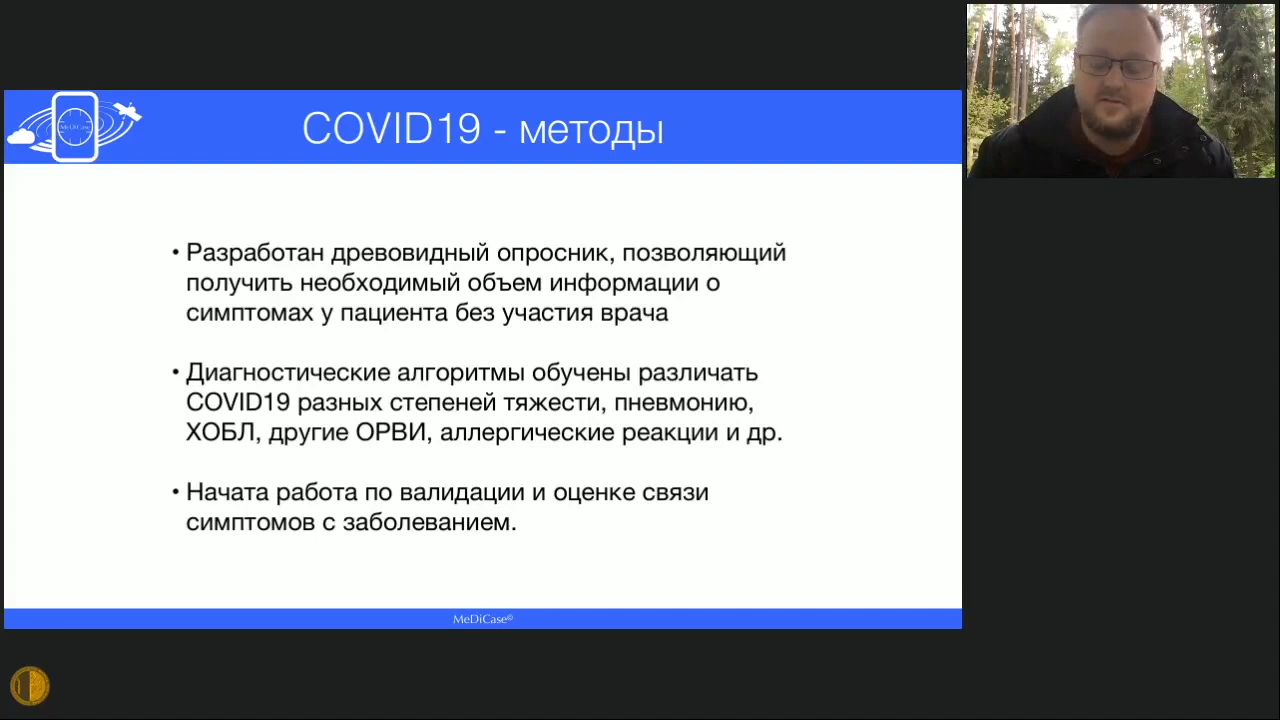 MeDiCase
COVID19 - методы
• Разработан древовидный опросник, позволяющий
получить необходимый объем информации о
симптомах у пациента без участия врача
• Диагностические алгоритмы обучены различать
COVID19 разных степеней тяжести, пневмонию,
ХОБЛ, другие ОРВИ, аллергические реакции и др.
• Начата работа по валидации и оценке связи
симптомов с заболеванием.
MeDiCase©